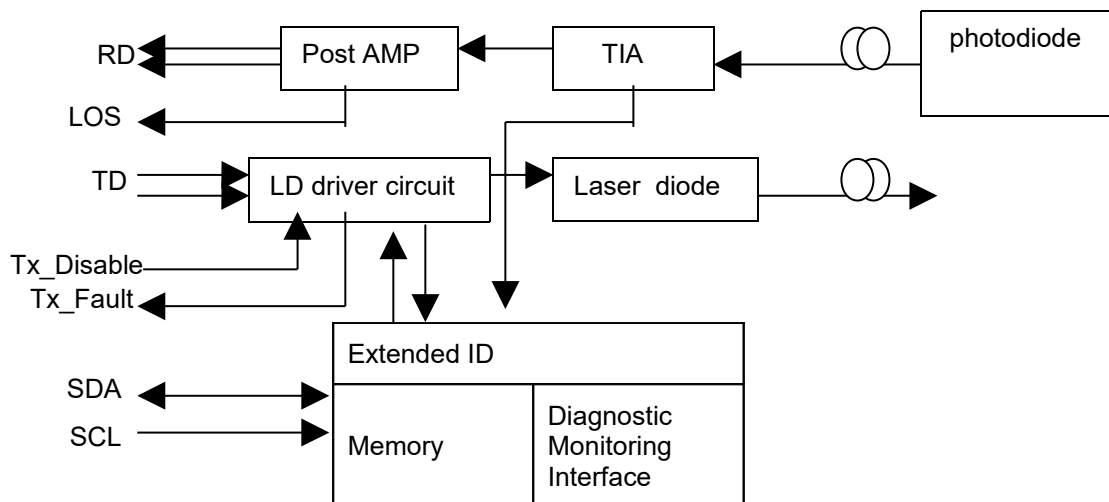 RD
Post AMP
TIA
photodiode
LOS
TD
LD driver circuit
Laser diode
Tx_Disable
Tx_Fault
Extended ID
SDA
SCL
Memory
Diagnostic
Monitoring
Interface